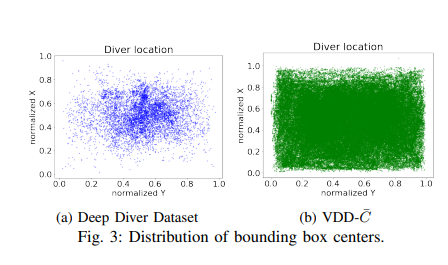 Diver location
1.0
0.8
0.6
0.4
0.2
0.0
normalized X
0.0 0.2 0.4 0.6 0.8 1.0
normalized Y
Diver location
1.0
0.8
0.6
0.4
0.2
0.0
normalized X
0.0 0.2 0.4 0.6 0.8 1.0
normalized Y
(a) Deep Diver Dataset
(b) VDD-C̄
Fig. 3: Distribution of bounding box centers.